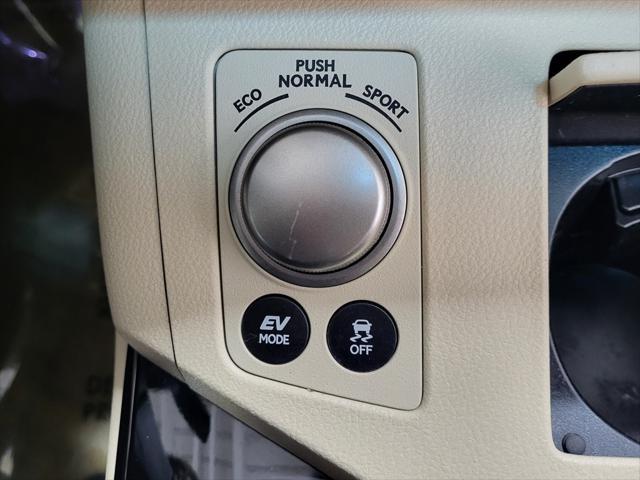 PUSH
NORMAL
ECO
SPORT
EV
MODE
OFF